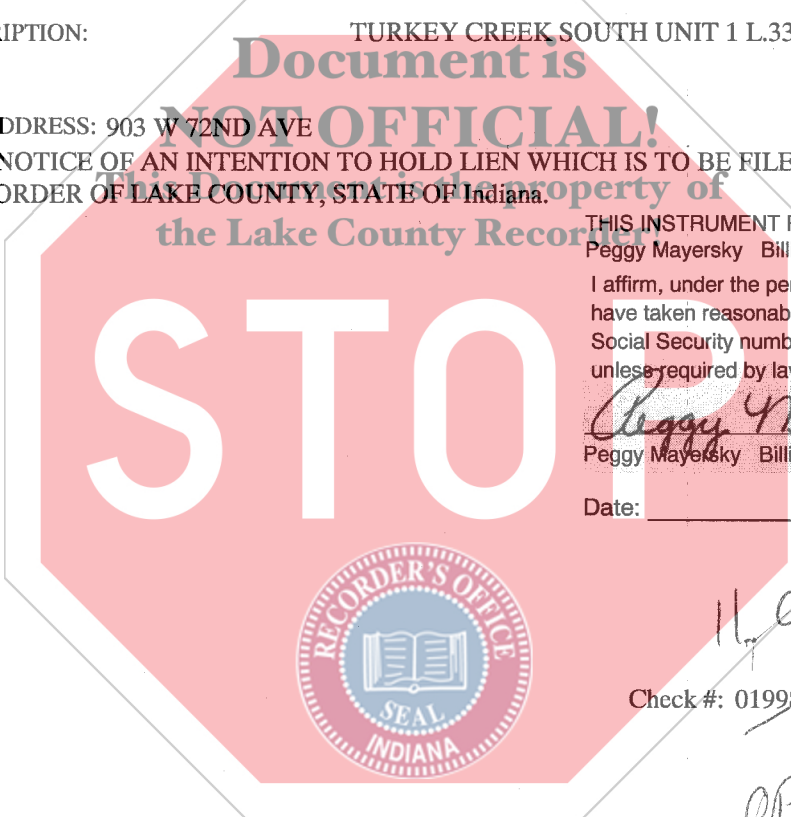 RIPTION: TURKEY CREEK SOUTH UNIT 1 L.33
Document is
DDRESS: 903 W 72ND AVE
NOT OFFICIAL!
NOTICE OF AN INTENTION TO HOLD LIEN WHICH IS TO BE FILE
ORDER OF LAKE COUNTY, STATE OF Indiana.
This Document is the property of
the Lake County Recorder!
THIS INSTRUMENT
Peggy Mayersky Bill
I affirm, under the pe
have taken reasonab
Social Security numb
unless required by la
STOP
Peggy
Peggy Mayersky Billi
Date:
RECORDER'S OFFICE
SEAL
INDIANA
Check #: 0199